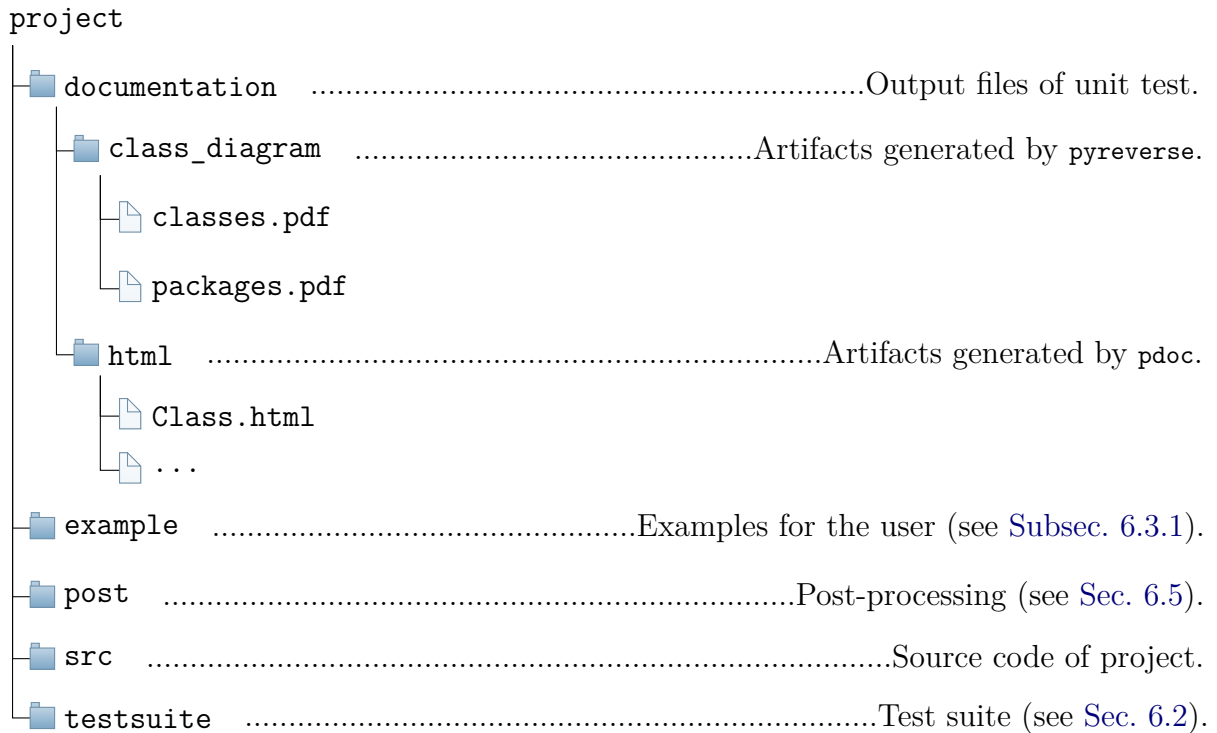 project
documentation ................................................................Output files of unit test.
class_diagram ..............................................Artifacts generated by pyreverse.
classes.pdf
packages.pdf
html .......................................................................Artifacts generated by pdoc.
Class.html
...
example .................................................Examples for the user (see Subsec. 6.3.1).
post .........................................................................Post-processing (see Sec. 6.5).
src ......................................................................................Source code of project.
testsuite .........................................................................Test suite (see Sec. 6.2).